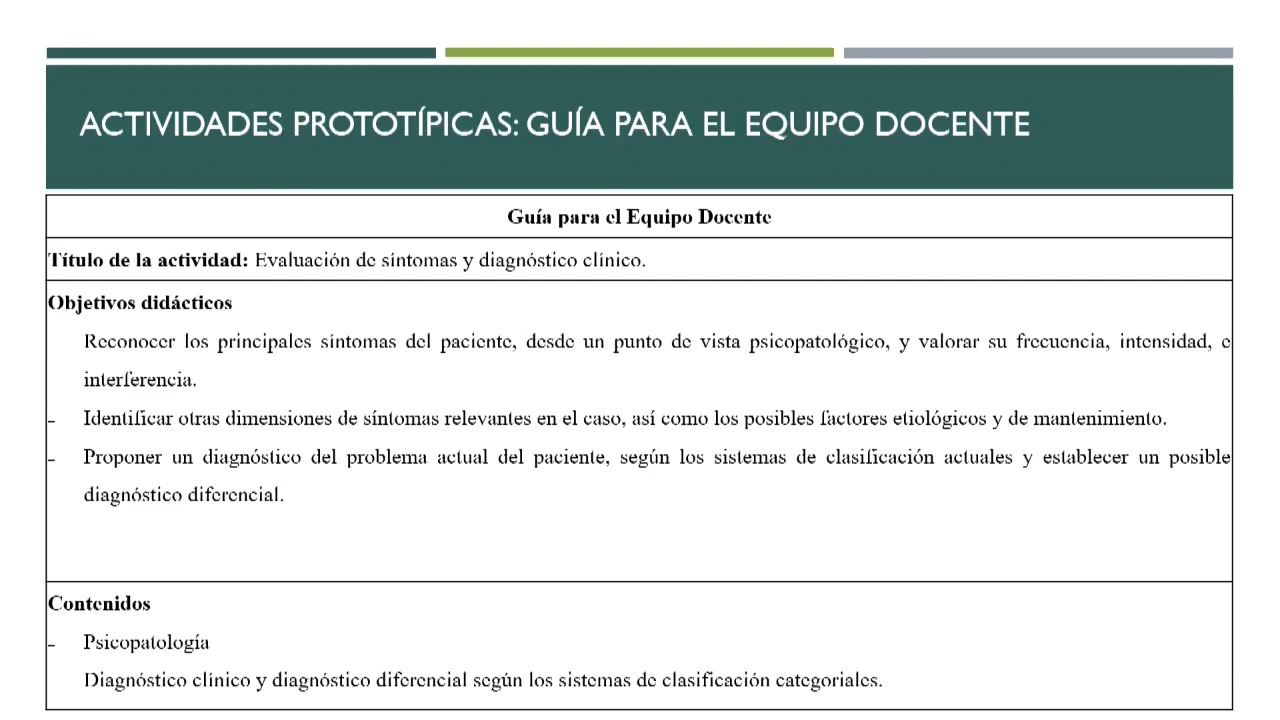 ACTIVIDADES PROTOTÍPICAS: GUÍA PARA EL EQUIPO DOCENTE
Guía para el Equipo Docente
Título de la actividad: Evaluación de síntomas y diagnóstico clínico.
Objetivos didácticos
Reconocer los principales síntomas del paciente, desde un punto de vista psicopatológico, y valorar su frecuencia, intensidad, e
interferencia.
- Identificar otras dimensiones de síntomas relevantes en el caso, así como los posibles factores etiológicos y de mantenimiento.
- Proponer un diagnóstico del problema actual del paciente, según los sistemas de clasificación actuales y establecer un posible
diagnóstico diferencial.
Contenidos
- Psicopatología
Diagnóstico clínico y diagnóstico diferencial según los sistemas de clasificación categoriales.